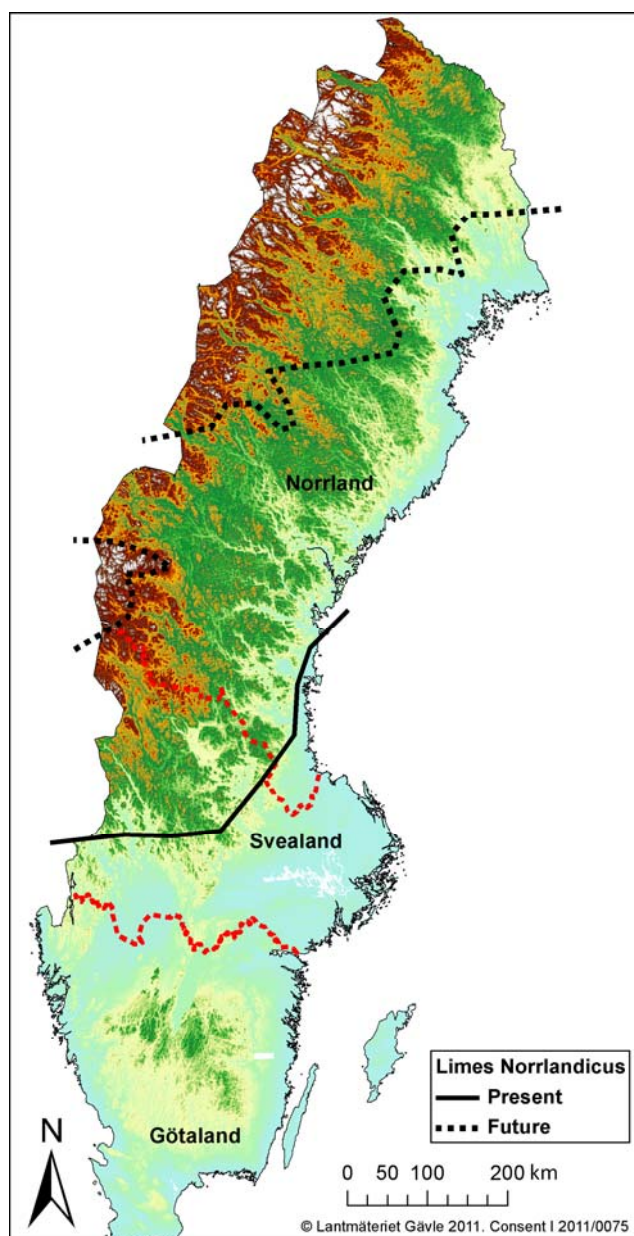 Norrland
Svealand
Götaland
Limes Norrlandicus
Present
Future
N
0 50 100 200 km
© Lantmäteriet Gävle 2011. Consent I 2011/0075